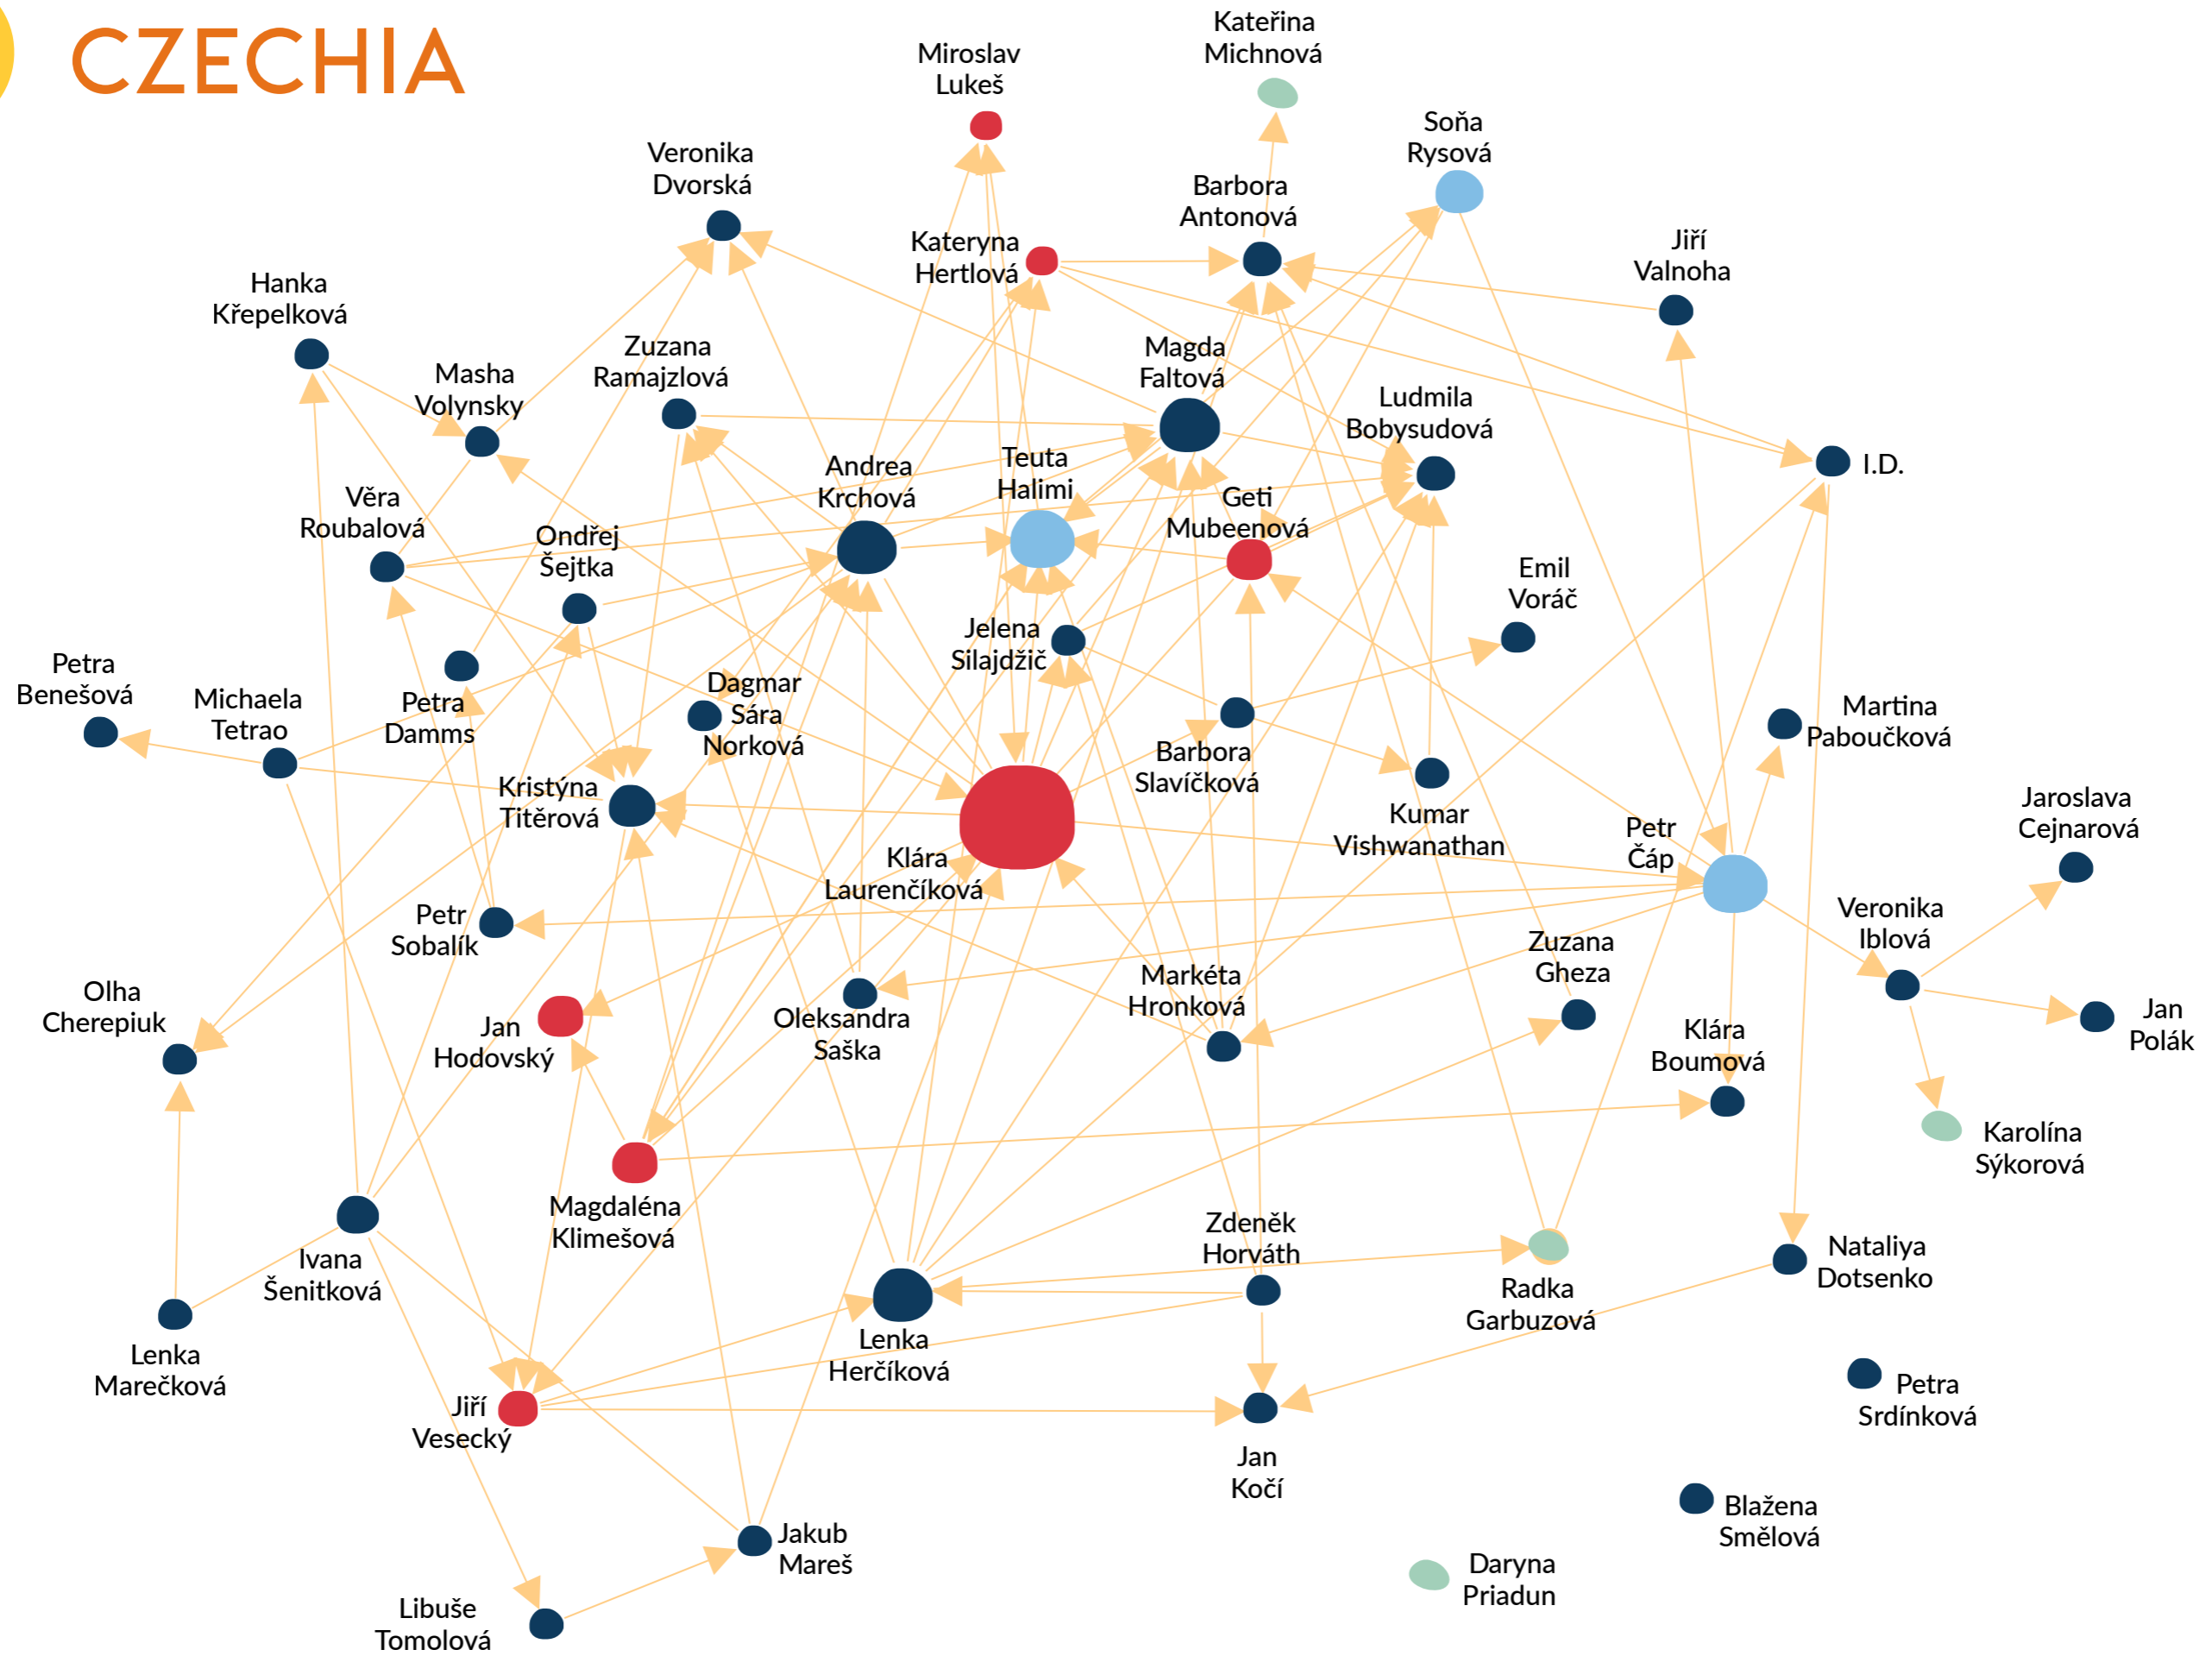 CZECHIA
Kateřina
Michnová
Miroslav
Lukeš
Soňa
Rysová
Veronika
Dvorská
Barbora
Antonová
Kateryna
Hertlová
Jiří
Valnoha
Hanka
Křepelková
Zuzana
Ramajzlová
Magda
Faltová
Masha
Volynsky
Ludmila
Bobysudová
I.D.
Andrea
Krchová
Teuta
Halimi
Geti
Mubeenová
Věra
Roubalová
Ondřej
Šejtka
Emil
Voráč
Jelena
Silajdžič
Petra
Benešová
Michaela
Tetrao
Petra
Damms
Dagmar
Sára
Norková
Martina
Paboučková
Barbora
Slavíčková
Kristýna
Titěrová
Kumar
Vishwanathan
Petr
Čáp
Jaroslava
Cejnarová
Klára
Laurenčíková
Petr
Sobalík
Veronika
Iblová
Zuzana
Gheza
Markéta
Hronková
Olha
Cherepiuk
Jan
Hodovský
Oleksandra
Saška
Klára
Boumová
Jan
Polák
Karolína
Sýkorová
Magdaléna
Klimešová
Zdeněk
Horváth
Ivana
Šenitková
Radka
Garbuzová
Nataliya
Dotsenko
Lenka
Marečková
Lenka
Herčíková
Petra
Srdínková
Jiří
Vesecký
Jan
Kočí
Blažena
Smělová
Jakub
Mareš
Daryna
Priadun
Libuše
Tomolová